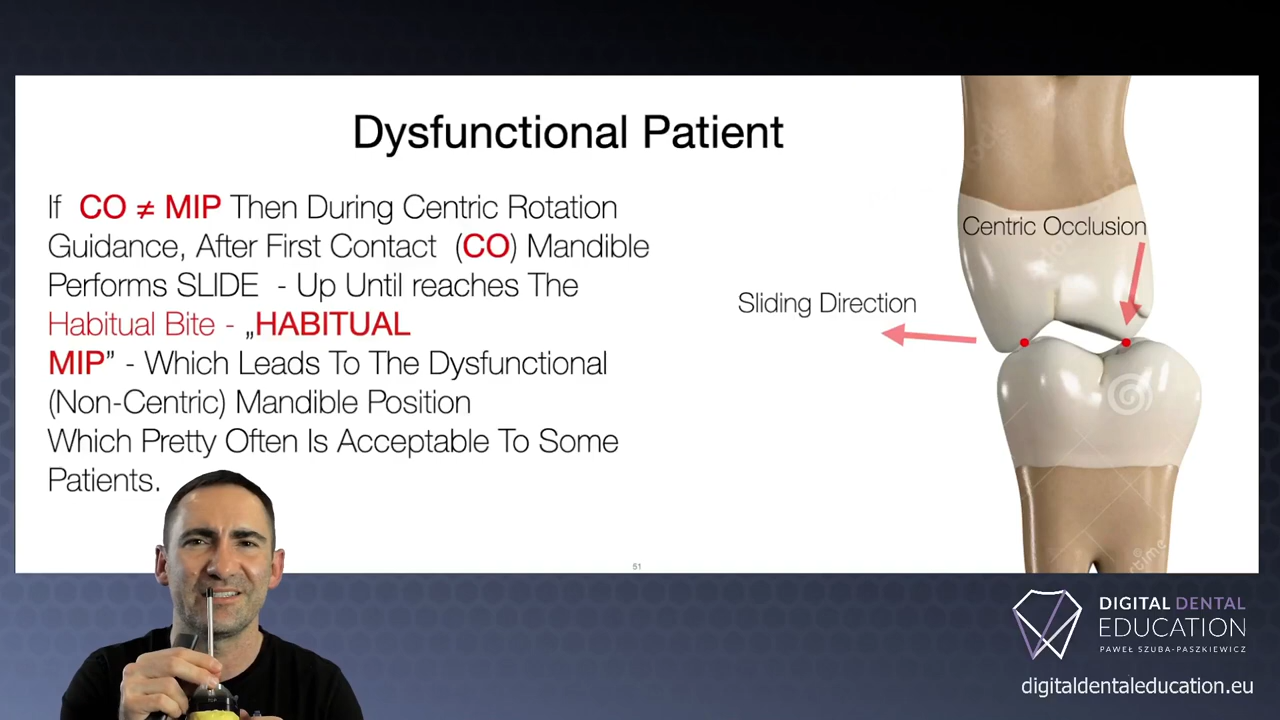 Dysfunctional Patient
If CO ≠ MIP Then During Centric Rotation
Guidance, After First Contact (CO) Mandible
Performs SLIDE - Up Until reaches The
Habitual Bite - „HABITUAL
MIP” - Which Leads To The Dysfunctional
(Non-Centric) Mandible Position
Which Pretty Often Is Acceptable To Some
Patients.
Centric Occlusion
Sliding Direction
51
DIGITAL DENTAL
EDUCATION
PAWEŁ SZUBA-PASZKIEWICZ
digitaldentaleducation.eu